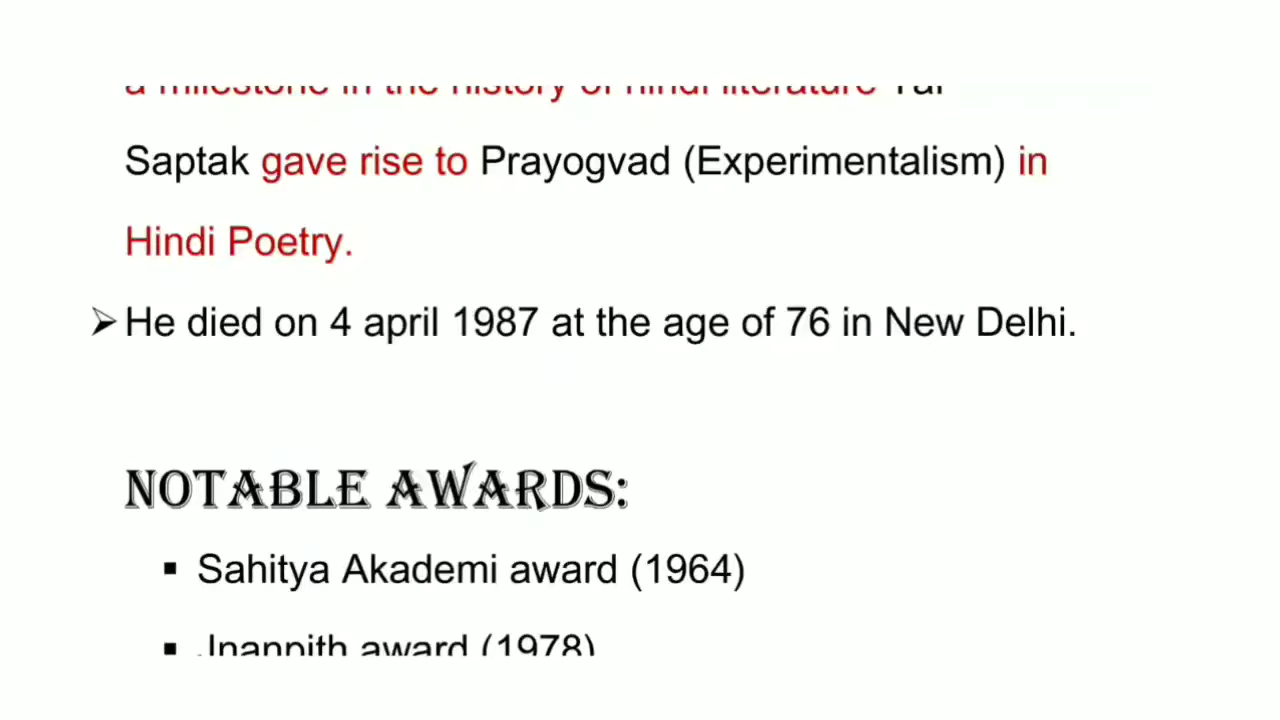 a milestone in the history of hindi literature Tar
Saptak gave rise to Prayogvad (Experimentalism) in
Hindi Poetry.
➢ He died on 4 april 1987 at the age of 76 in New Delhi.
NOTABLE AWARDS:
▪ Sahitya Akademi award (1964)
▪ Jnanpith award (1978)